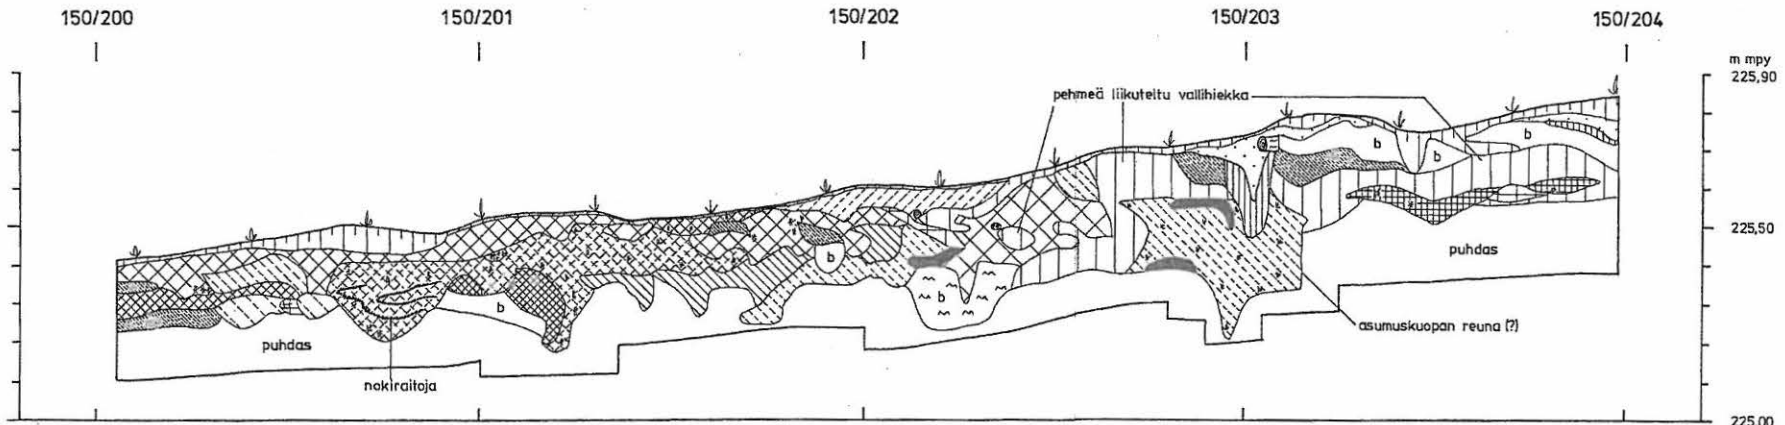 150/200 150/201 150/202 150/203 150/204
m mpy
225,90
pehmeä liikuteltu vallihiekka
b
b
b
225,50
puhdas
b
b
b
asumuskuopan reuna (?)
puhdas
nokiraitoja
225,00